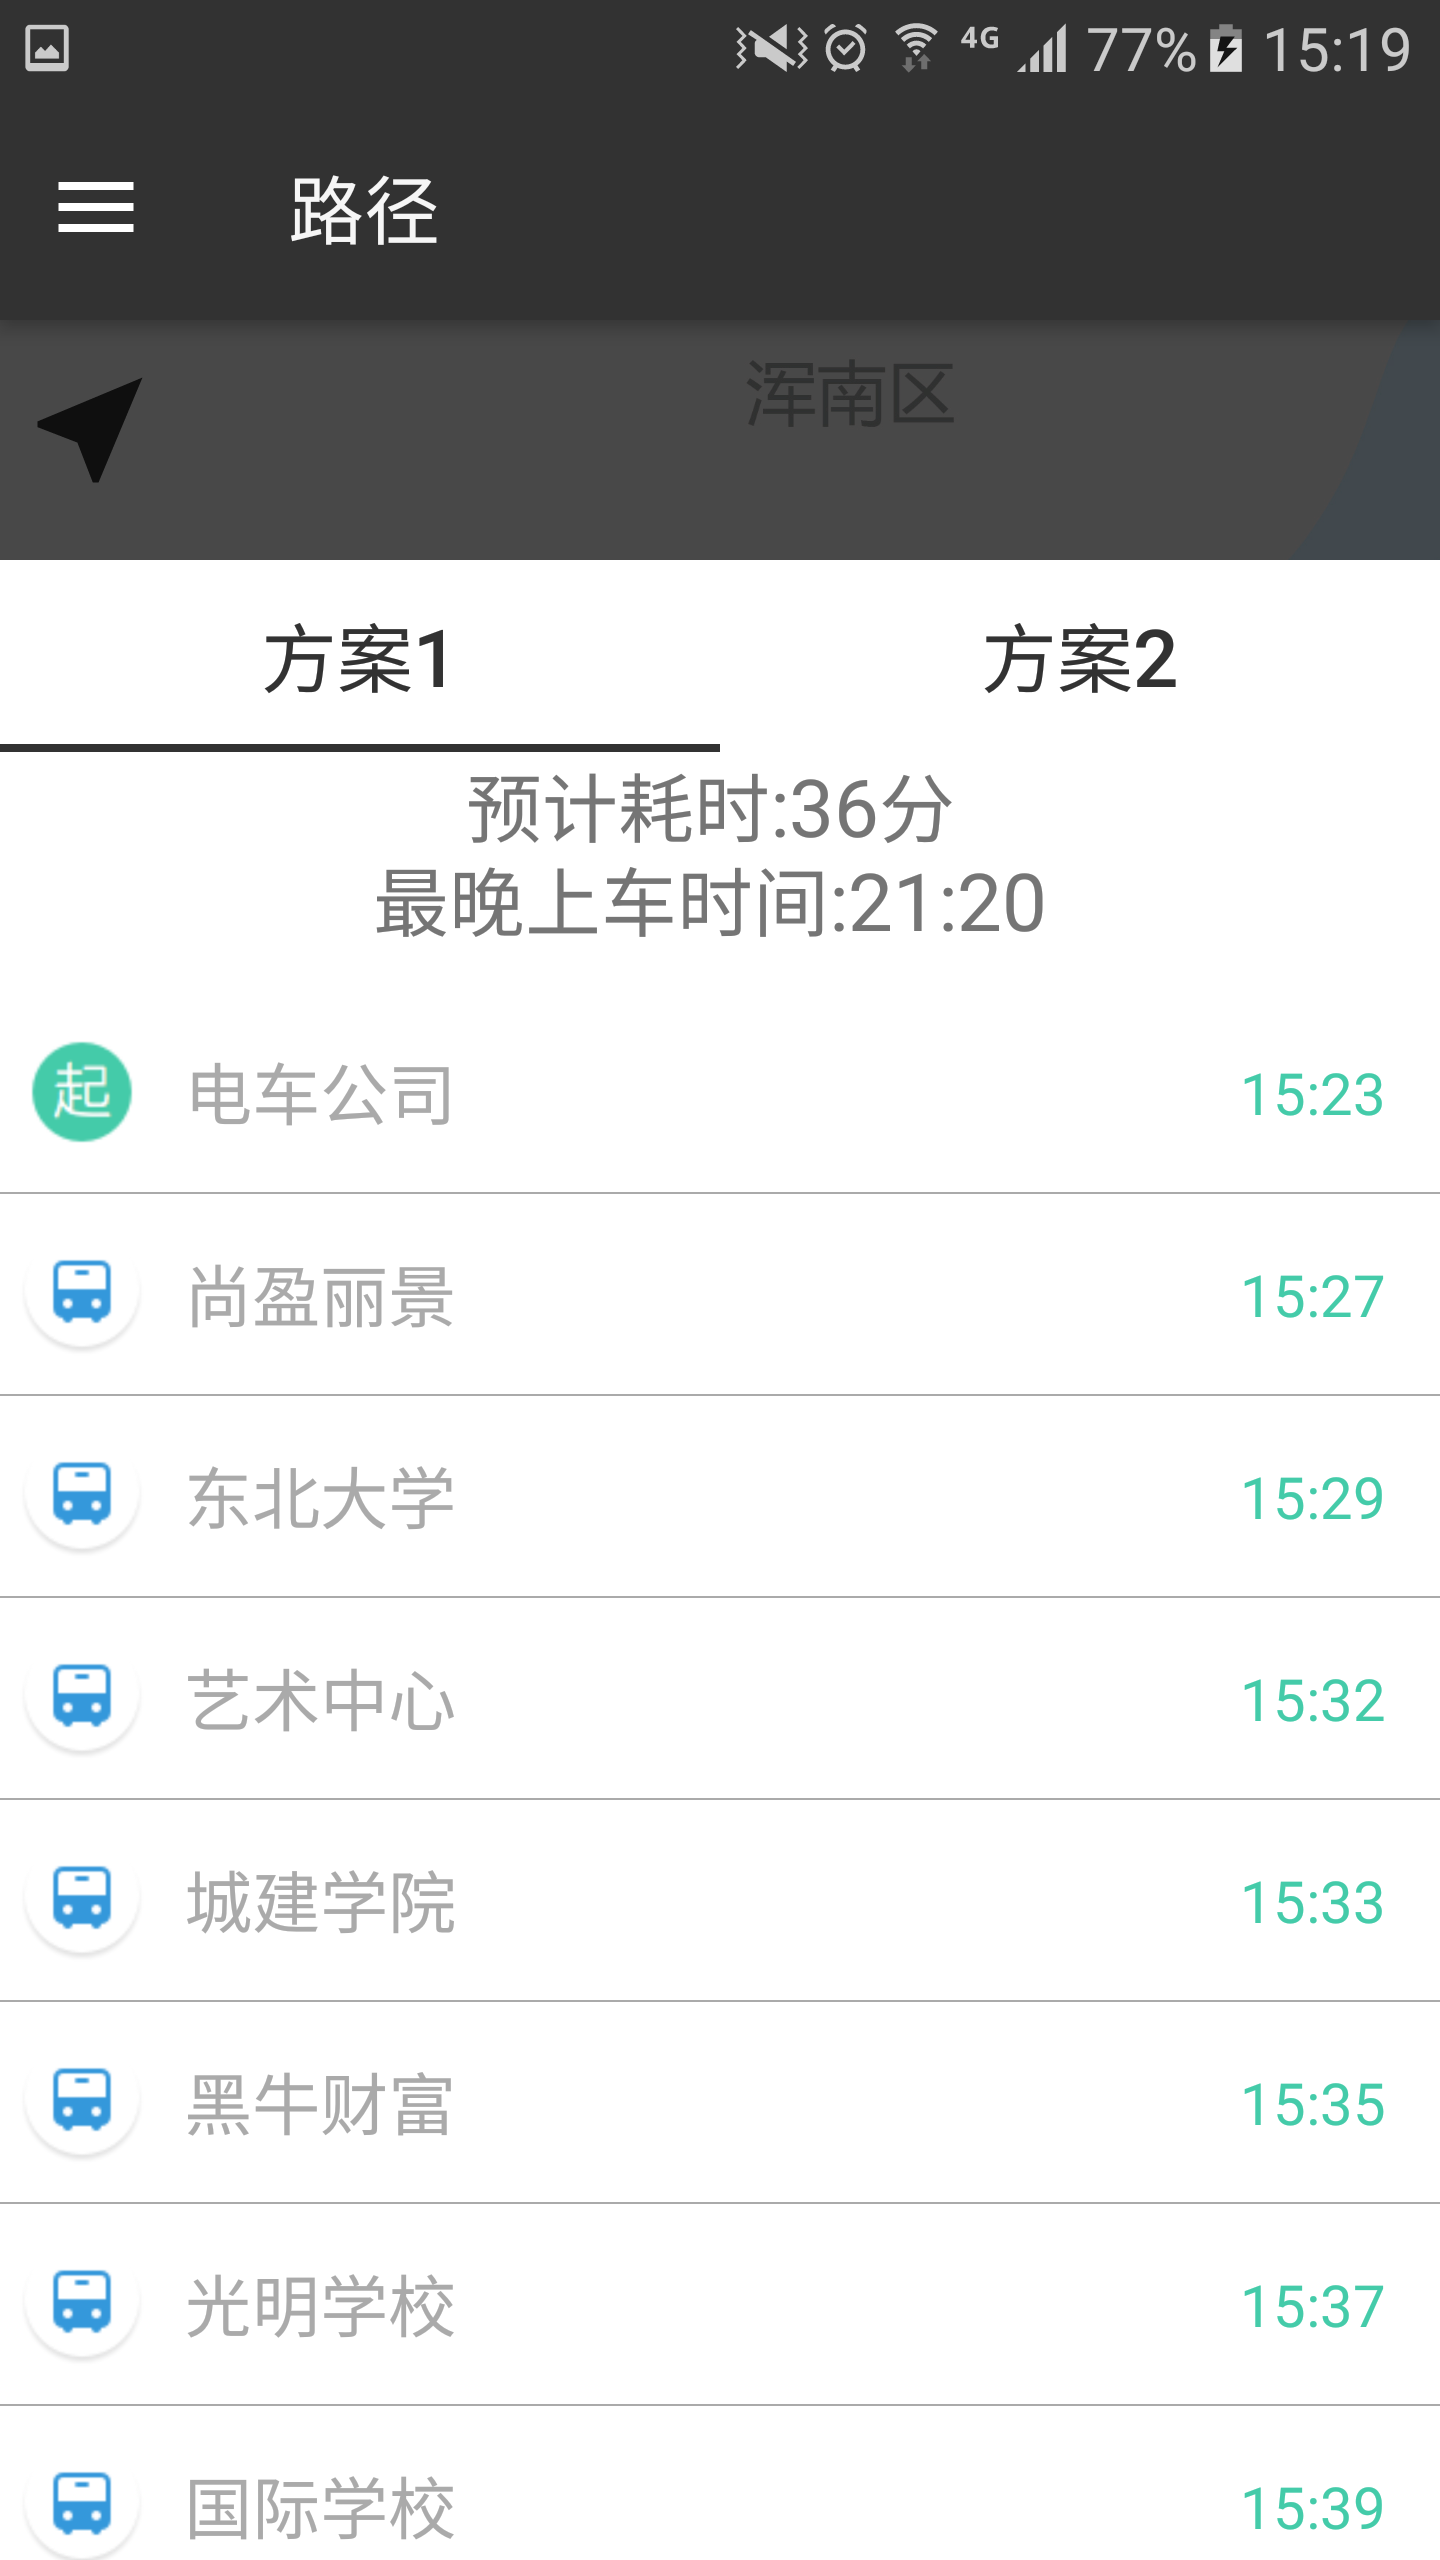 4G 77% 15:19
路径
浑南区
方案1 方案2
预计耗时:36分
最晚上车时间:21:20
起 电车公司 15:23
尚盈丽景 15:27
东北大学 15:29
艺术中心 15:32
城建学院 15:33
黑牛财富 15:35
光明学校 15:37
国际学校 15:39